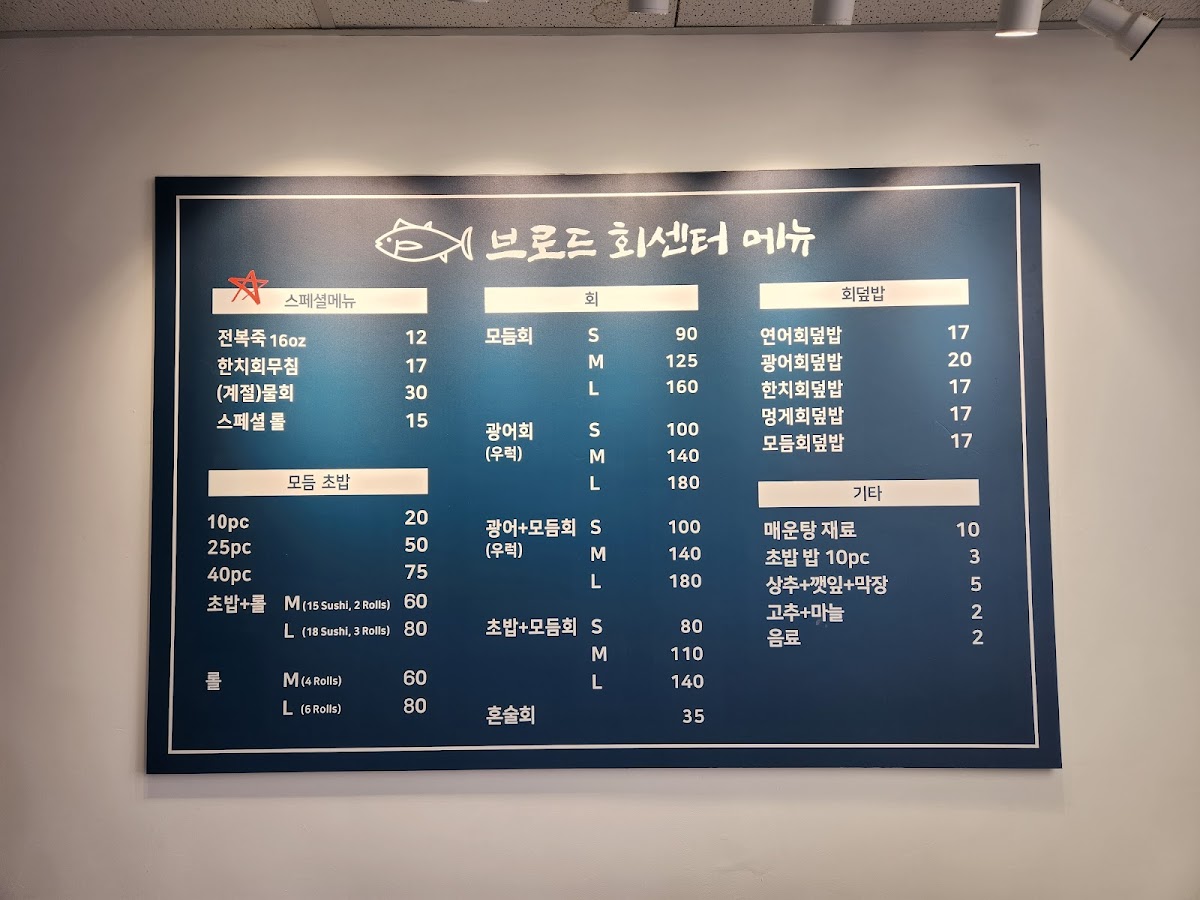 브로드 회센터 메뉴
스페셜메뉴
전복죽 16oz 12
한치회무침 17
(계절)물회 30
스페셜 롤 15
모듬 초밥
10pc 20
25pc 50
40pc 75
초밥+롤 M (15 Sushi, 2 Rolls) 60
L (18 Sushi, 3 Rolls) 80
롤 M (4 Rolls) 60
L (6 Rolls) 80
회
모듬회 S 90
M 125
L 160
광어회 S 100
(우럭) M 140
L 180
광어+모듬회 S 100
(우럭) M 140
L 180
초밥+모듬회 S 80
M 110
L 140
혼술회 35
회덮밥
연어회덮밥 17
광어회덮밥 20
한치회덮밥 17
멍게회덮밥 17
모듬회덮밥 17
기타
매운탕 재료 10
초밥 밥 10pc 3
상추+깻잎+막장 5
고추+마늘 2
음료 2